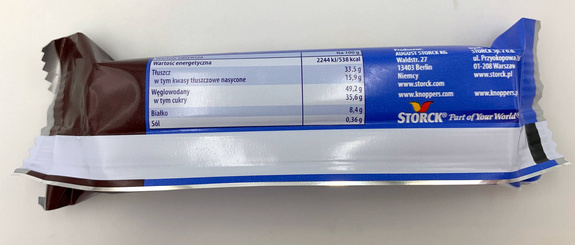 Na 100 g
Wartość energetyczna 2244 kJ/538 kcal
Tłuszcz 33,5 g
w tym kwasy tłuszczowe nasycone 15,9 g
Węglowodany 49,2 g
w tym cukry 35,6 g
Białko 8,4 g
Sól 0,36 g
AUGUST STORCK KG
Waldstr. 27
13403 Berlin
Niemcy
www.storck.com
www.knoppers.com
ul. Przyokopowa
01-208 Warszaw
www.storck.pl
www.knoppers.p
STORCK® Part of Your World